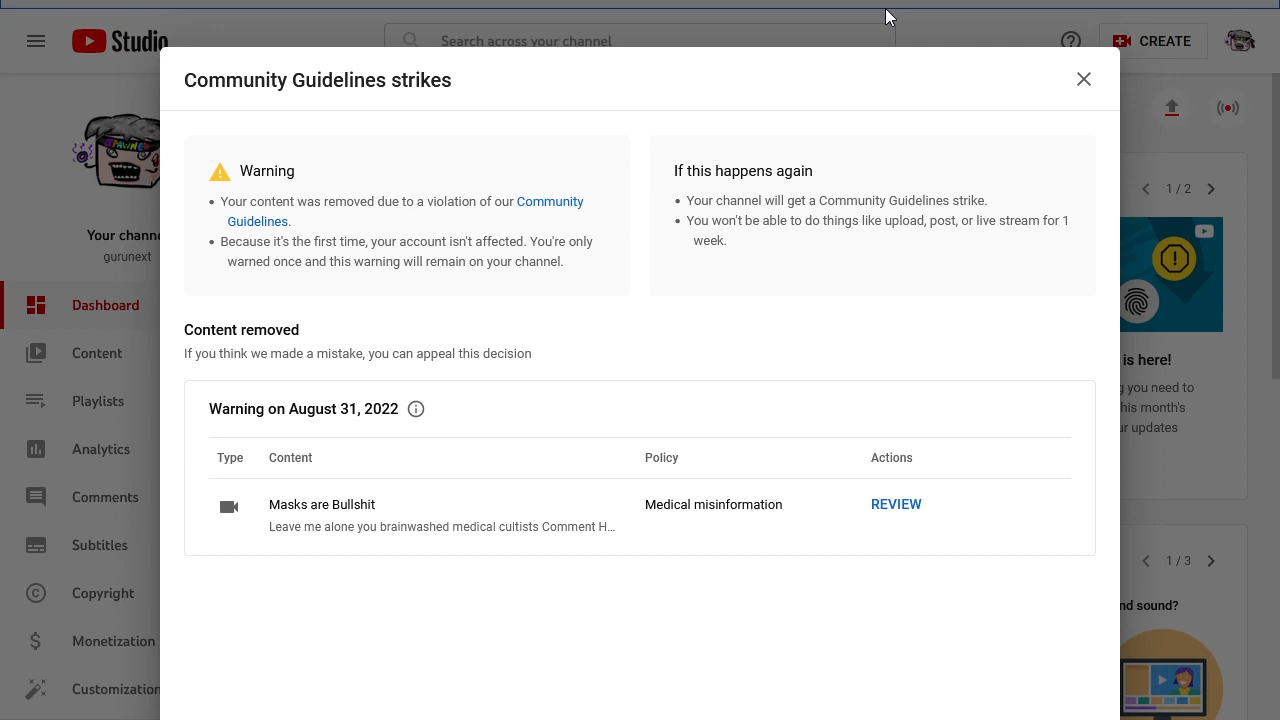 Studio
Search across your channel
CREATE
Community Guidelines strikes
Warning
• Your content was removed due to a violation of our Community
Guidelines.
• Because it's the first time, your account isn't affected. You're only
warned once and this warning will remain on your channel.
If this happens again
• Your channel will get a Community Guidelines strike.
• You won't be able to do things like upload, post, or live stream for 1
week.
Content removed
If you think we made a mistake, you can appeal this decision
Warning on August 31, 2022
Type Content Policy Actions
Masks are Bullshit Medical misinformation REVIEW
Leave me alone you brainwashed medical cultists Comment H...
Your chann
gurunext
Dashboard
Content
Playlists
Analytics
Comments
Subtitles
Copyright
Monetization
Customization
1 / 2
is here!
g you need to
his month's
ur updates
1 / 3
nd sound?